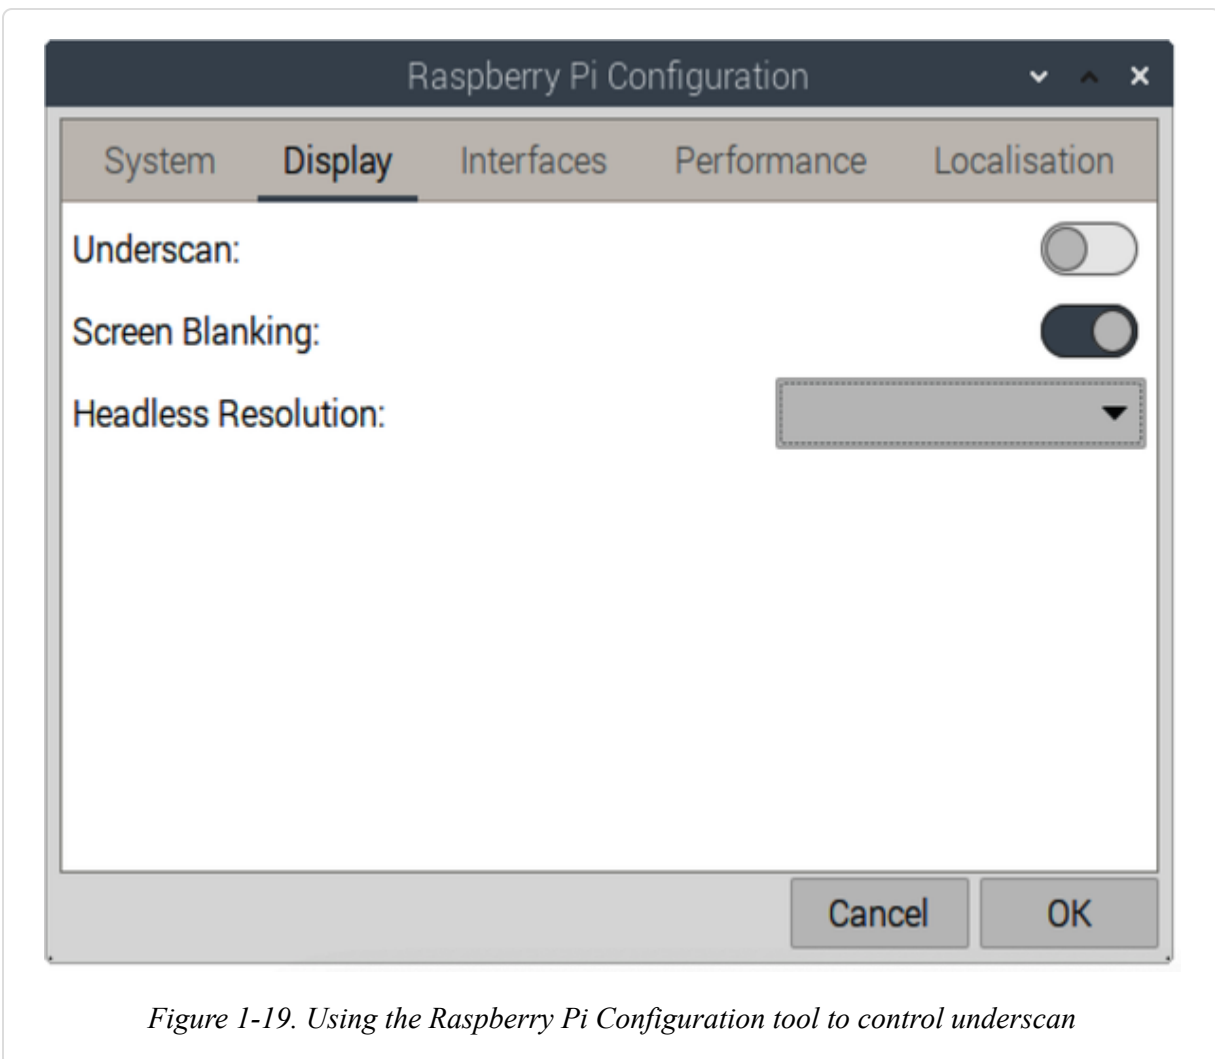 Raspberry Pi Configuration
System Display Interfaces Performance Localisation
Underscan:
Screen Blanking:
Headless Resolution:
Cancel OK
Figure 1-19. Using the Raspberry Pi Configuration tool to control underscan